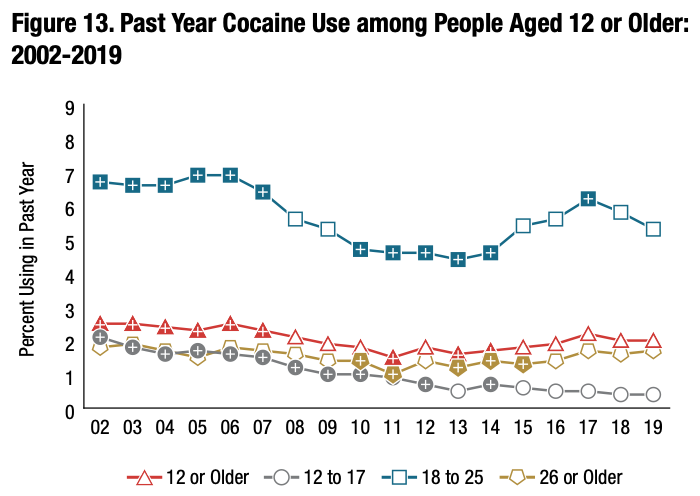 Figure 13. Past Year Cocaine Use among People Aged 12 or Older:
2002-2019
Percent Using in Past Year
9
8
7
6
5
4
3
2
1
0
02 03 04 05 06 07 08 09 10 11 12 13 14 15 16 17 18 19
12 or Older 12 to 17 18 to 25 26 or Older